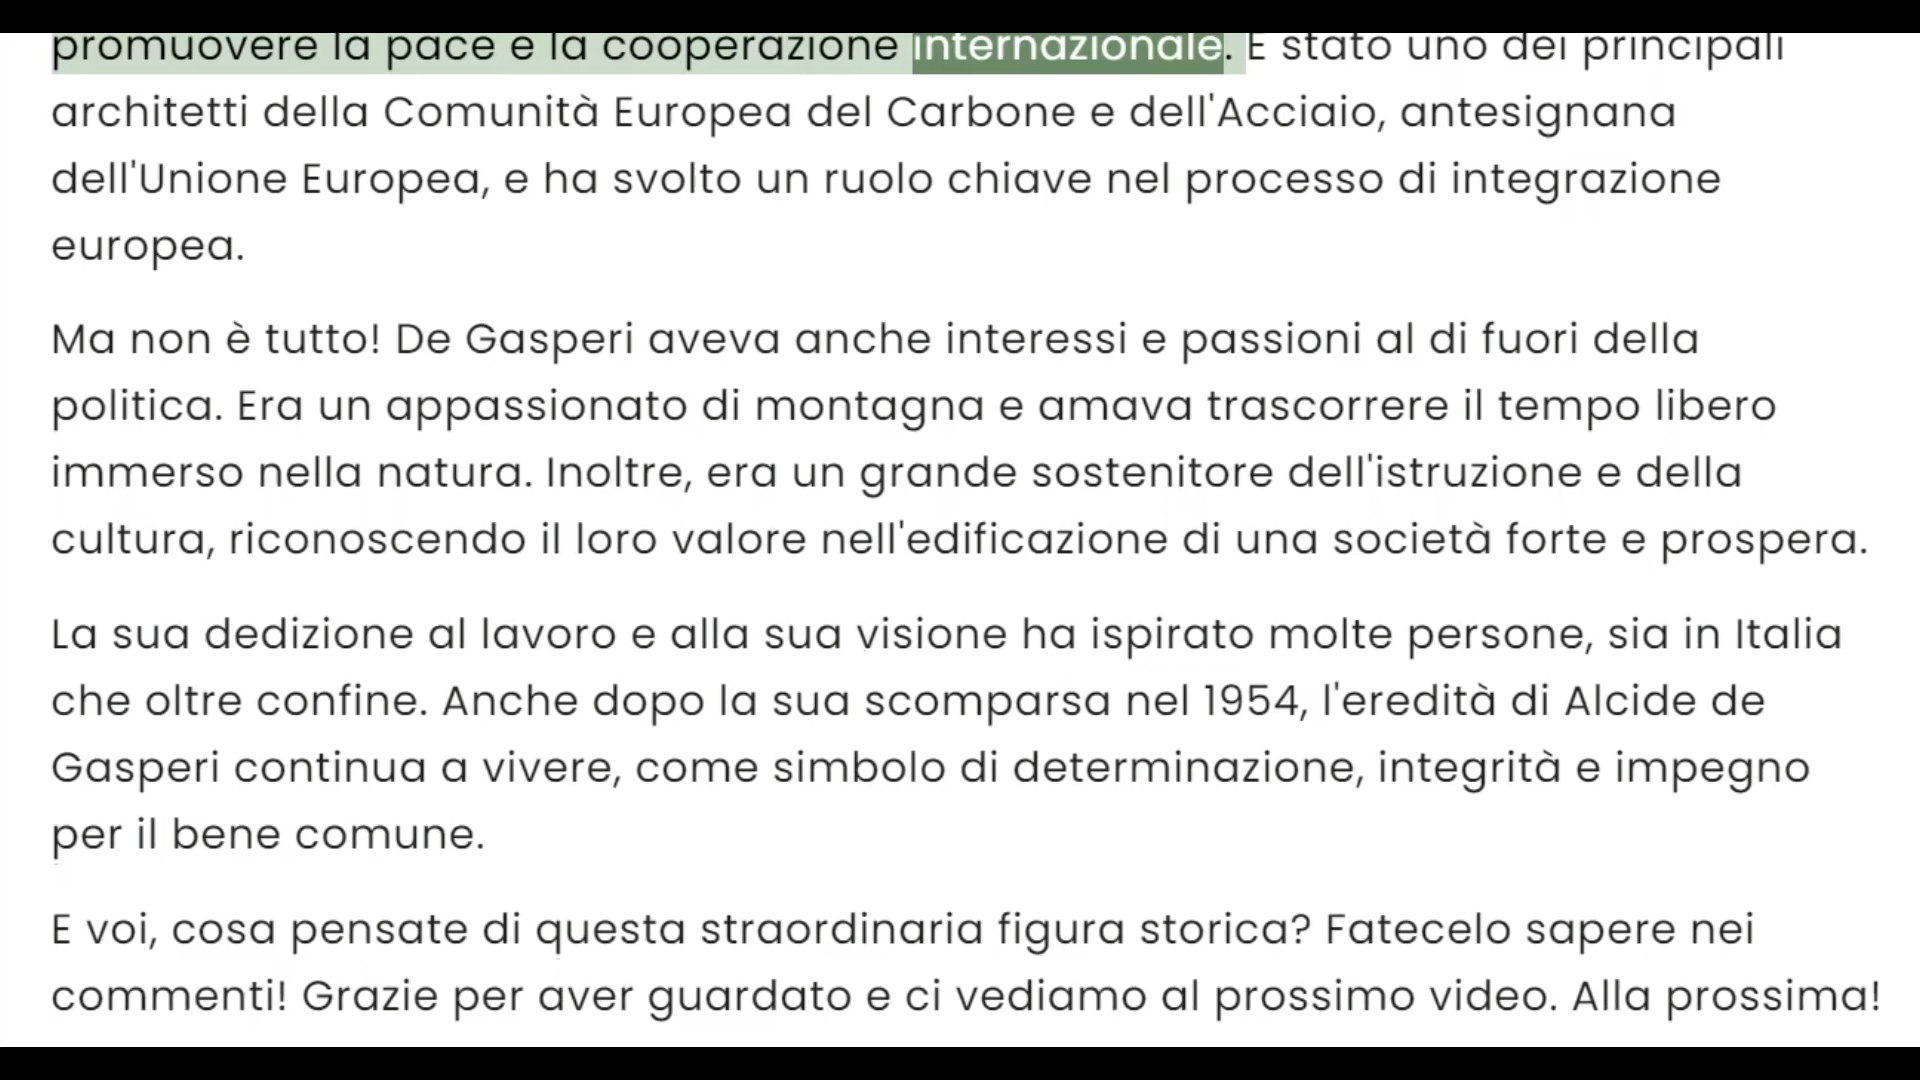 promuovere la pace e la cooperazione internazionale. È stato uno dei principali
architetti della Comunità Europea del Carbone e dell'Acciaio, antesignana
dell'Unione Europea, e ha svolto un ruolo chiave nel processo di integrazione
europea.
Ma non è tutto! De Gasperi aveva anche interessi e passioni al di fuori della
politica. Era un appassionato di montagna e amava trascorrere il tempo libero
immerso nella natura. Inoltre, era un grande sostenitore dell'istruzione e della
cultura, riconoscendo il loro valore nell'edificazione di una società forte e prospera.
La sua dedizione al lavoro e alla sua visione ha ispirato molte persone, sia in Italia
che oltre confine. Anche dopo la sua scomparsa nel 1954, l'eredità di Alcide de
Gasperi continua a vivere, come simbolo di determinazione, integrità e impegno
per il bene comune.
E voi, cosa pensate di questa straordinaria figura storica? Fatecelo sapere nei
commenti! Grazie per aver guardato e ci vediamo al prossimo video. Alla prossima!